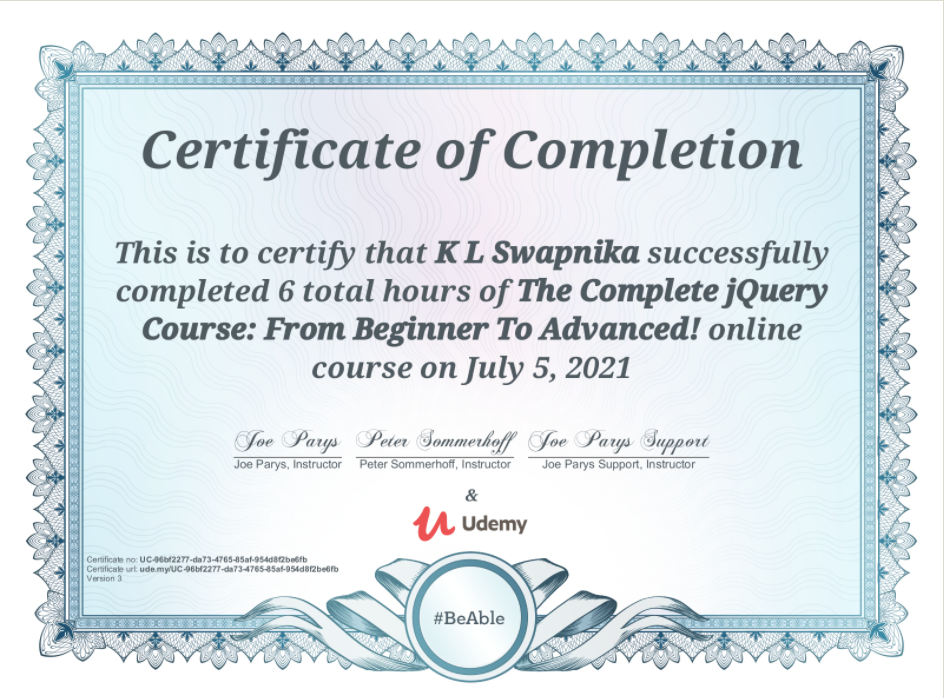 Certificate of Completion
This is to certify that K L Swapnika successfully
completed 6 total hours of The Complete jQuery
Course: From Beginner To Advanced! online
course on July 5, 2021
Joe Parys Peter Sommerhoff Joe Parys Support
Joe Parys, Instructor Peter Sommerhoff, Instructor Joe Parys Support, Instructor
&
Udemy
Certificate no: UC-96bf2277-da73-4765-85af-954d8f2be6fb
Certificate url: ude.my/UC-96bf2277-da73-4765-85af-954d8f2be6fb
Version 3
#BeAble